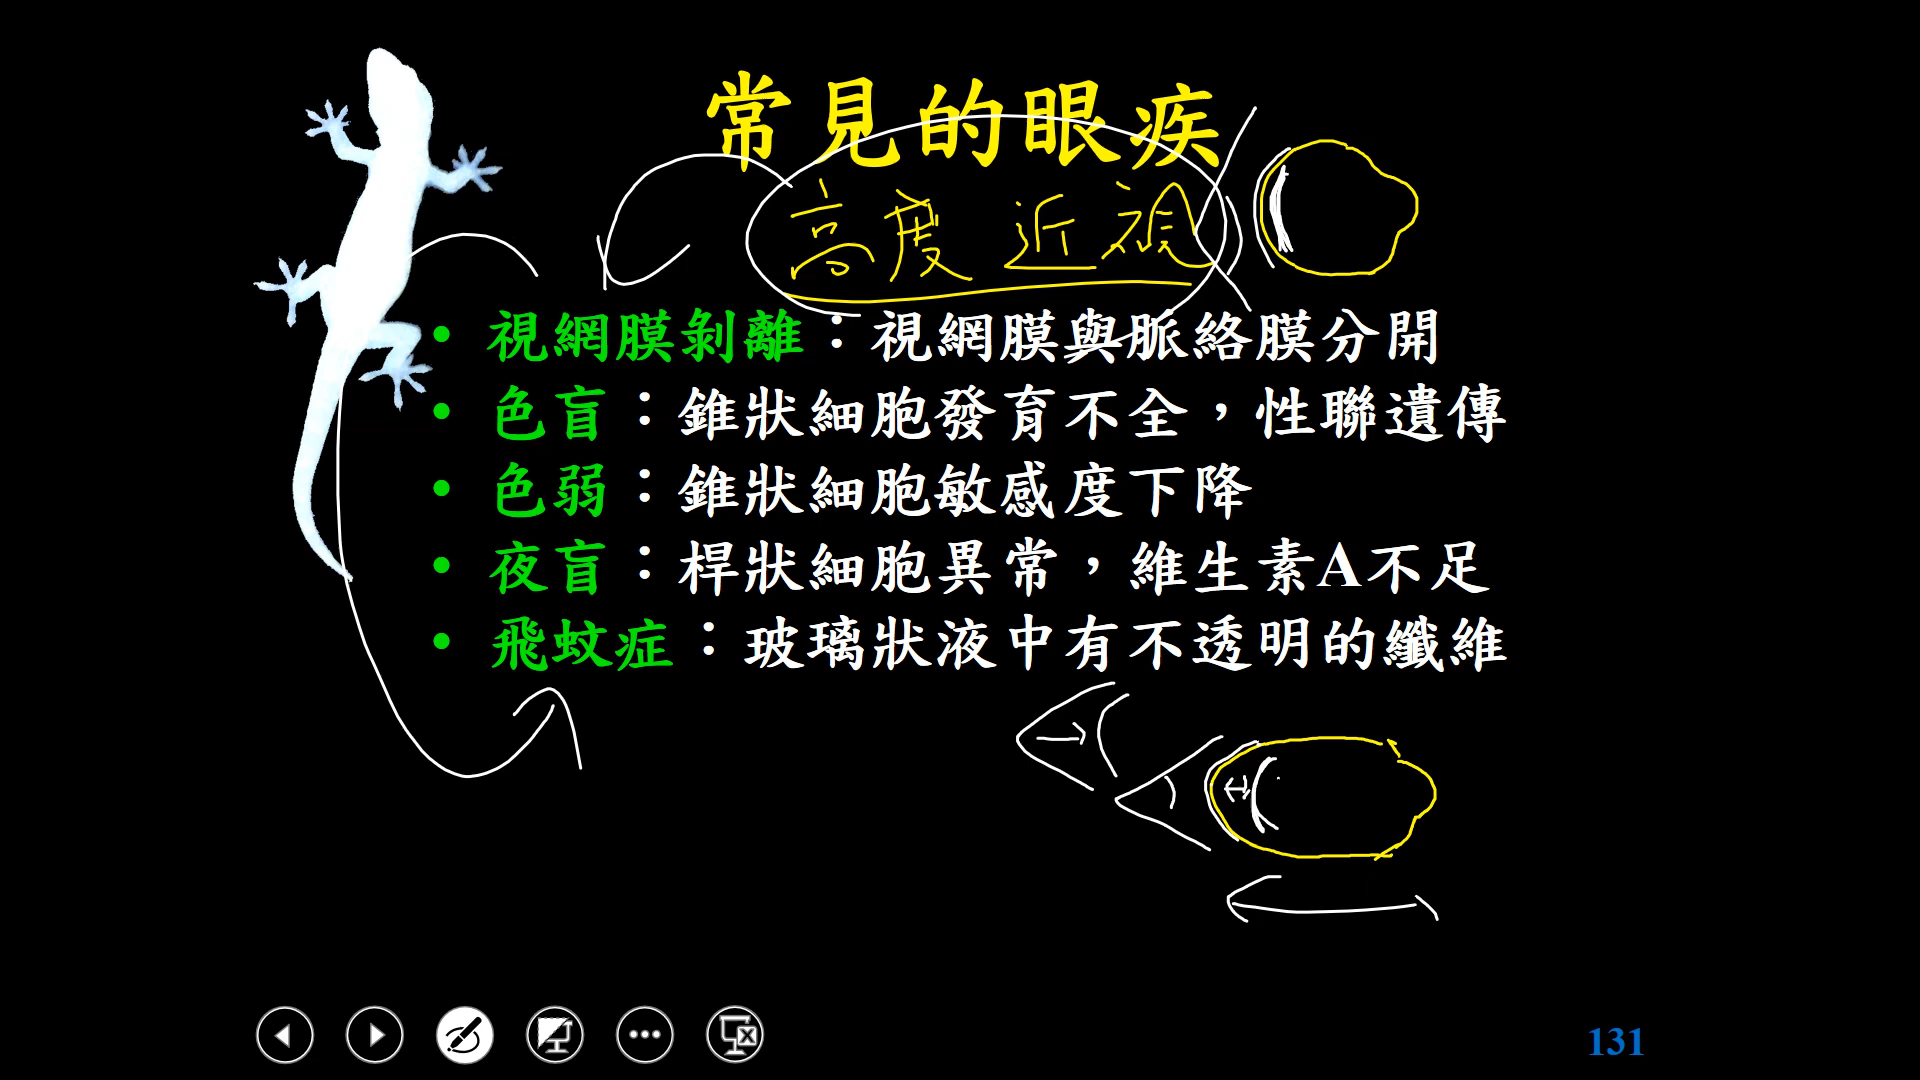 常見的眼疾
高度近視
• 視網膜剝離：視網膜與脈絡膜分開
• 色盲：錐狀細胞發育不全，性聯遺傳
• 色弱：錐狀細胞敏感度下降
• 夜盲：桿狀細胞異常，維生素A不足
• 飛蚊症：玻璃狀液中有不透明的纖維
131